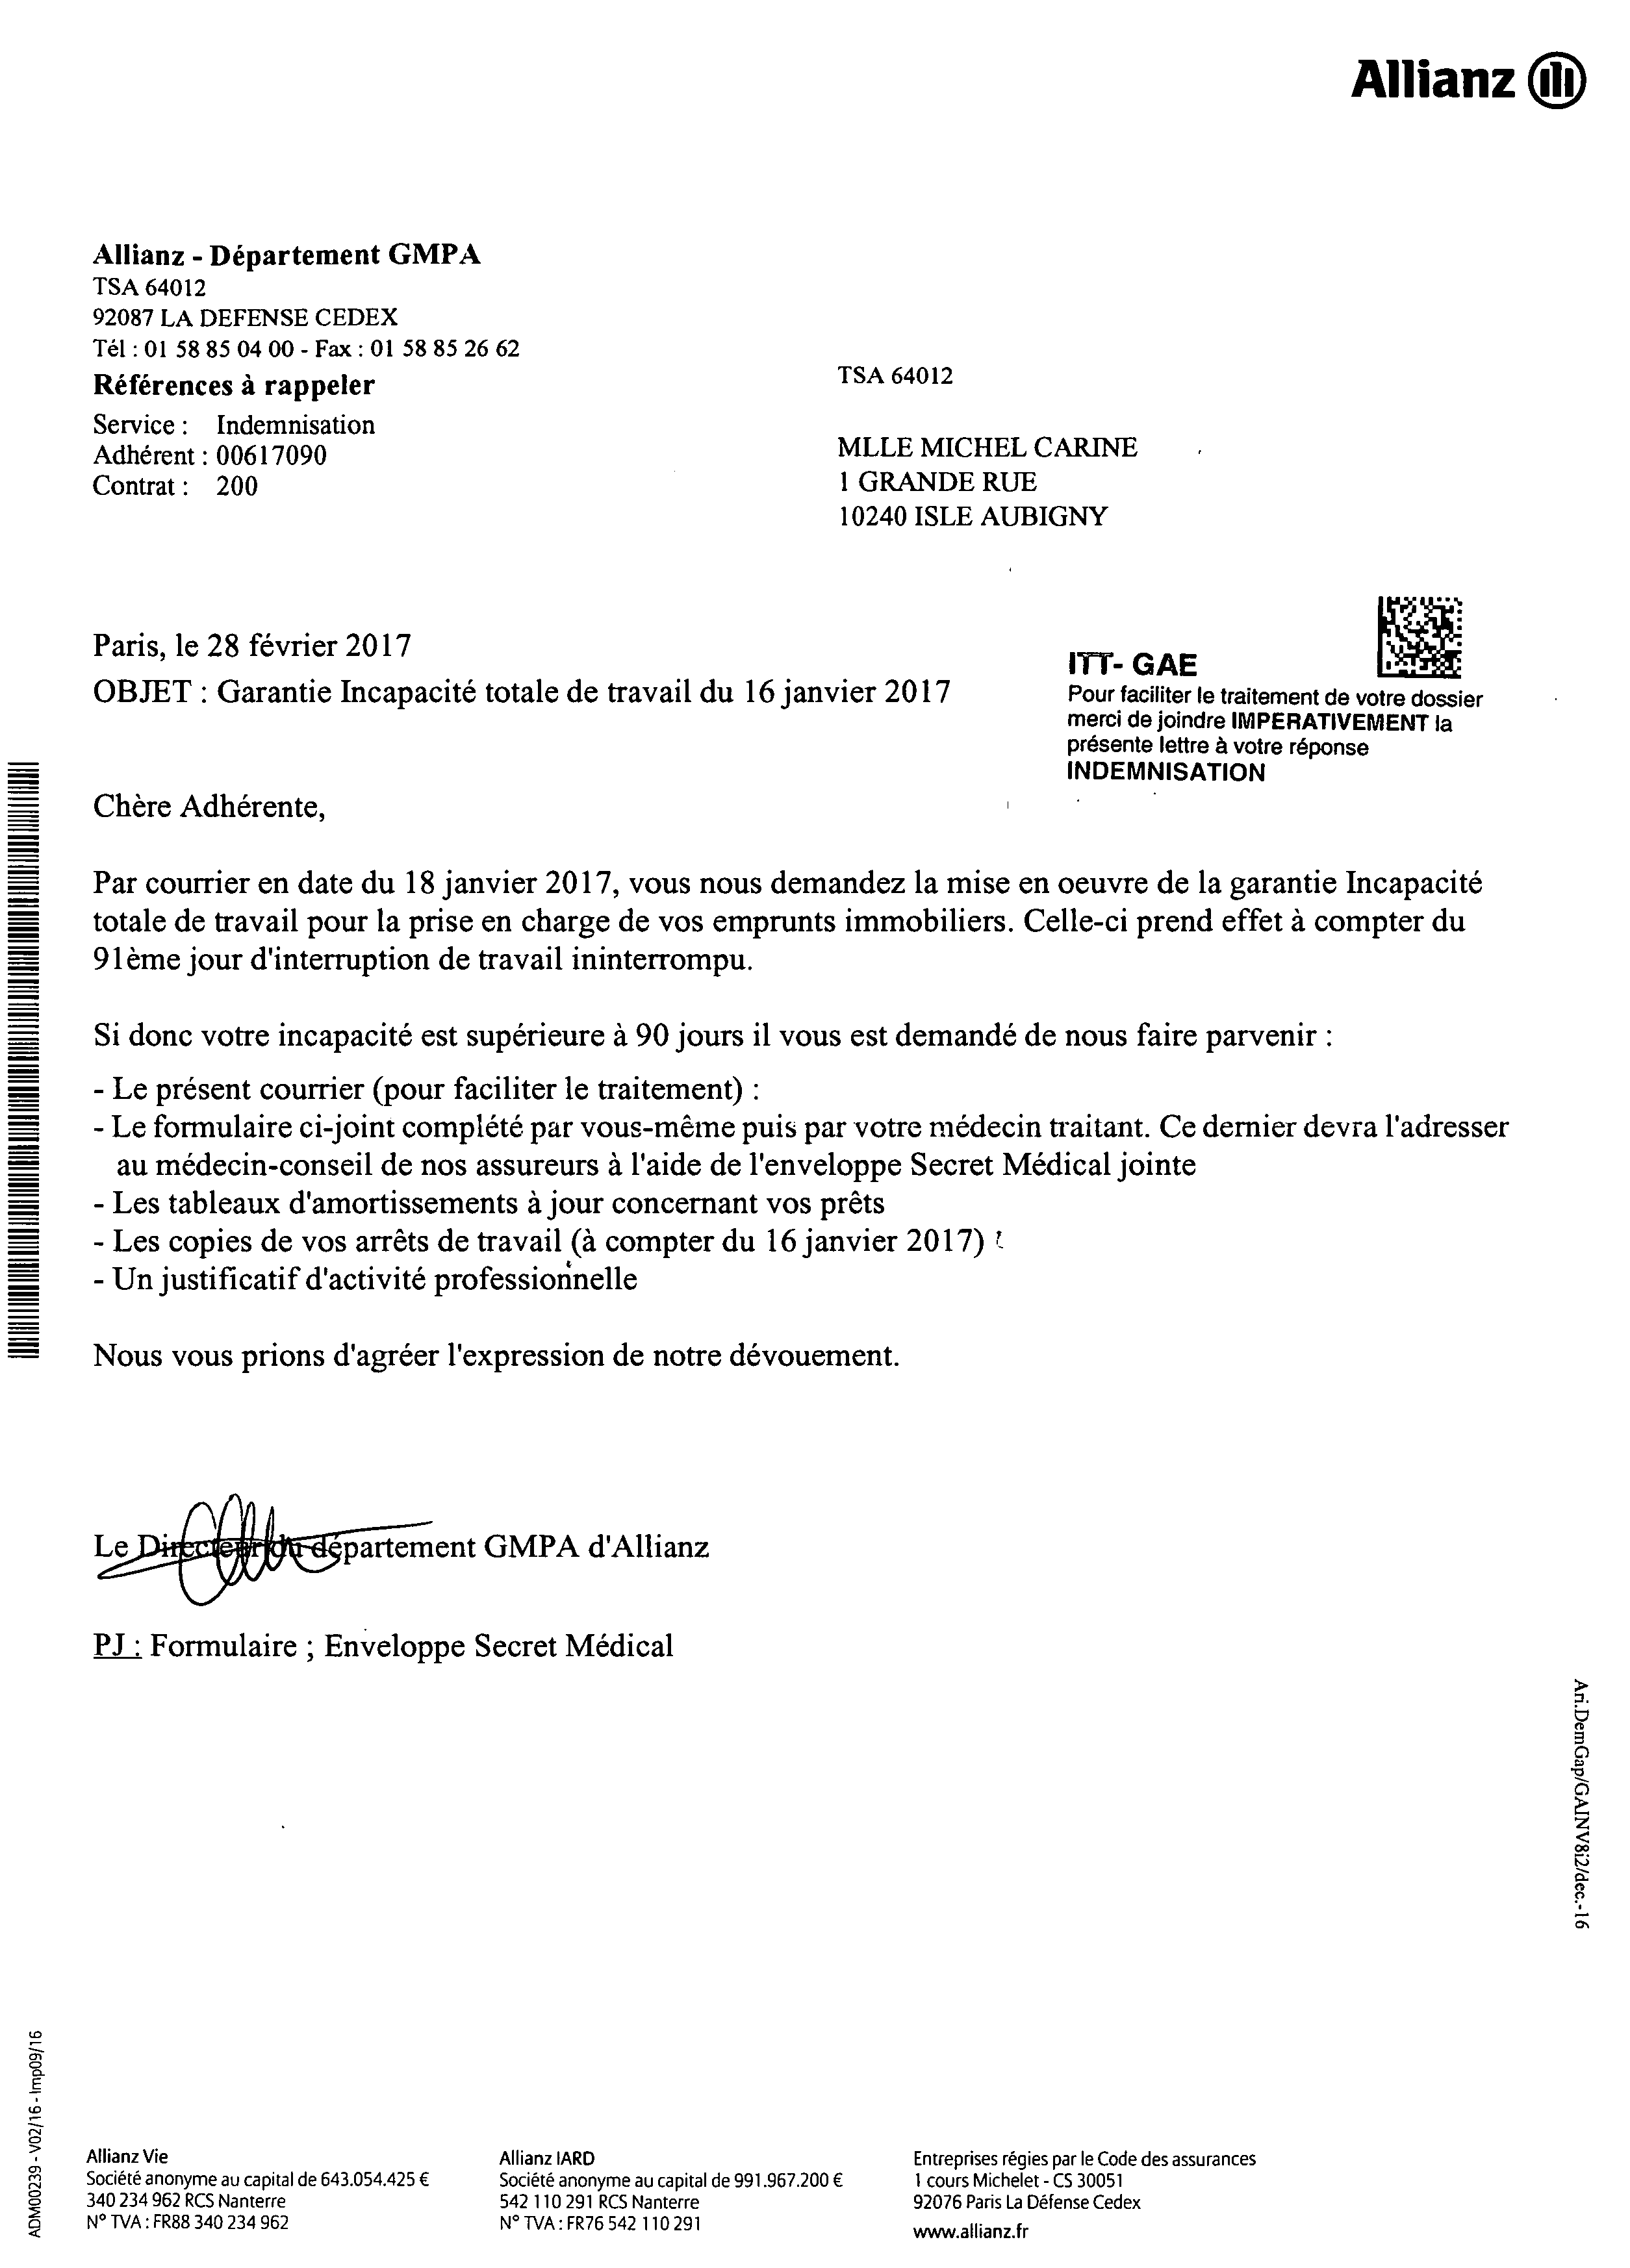 Allianz
Allianz - Département GMPA
TSA 64012
92087 LA DEFENSE CEDEX
Tél : 01 58 85 04 00 - Fax : 01 58 85 26 62
Références à rappeler
Service : Indemnisation
Adhérent : 00617090
Contrat : 200
TSA 64012
MLLE MICHEL CARINE
1 GRANDE RUE
10240 ISLE AUBIGNY
Paris, le 28 février 2017
OBJET : Garantie Incapacité totale de travail du 16 janvier 2017
ITT- GAE
Pour faciliter le traitement de votre dossier
merci de joindre IMPERATIVEMENT la
présente lettre à votre réponse
INDEMNISATION
Chère Adhérente,
Par courrier en date du 18 janvier 2017, vous nous demandez la mise en oeuvre de la garantie Incapacité
totale de travail pour la prise en charge de vos emprunts immobiliers. Celle-ci prend effet à compter du
91ème jour d'interruption de travail ininterrompu.
Si donc votre incapacité est supérieure à 90 jours il vous est demandé de nous faire parvenir :
- Le présent courrier (pour faciliter le traitement) :
- Le formulaire ci-joint complété par vous-même puis par votre médecin traitant. Ce dernier devra l'adresser
au médecin-conseil de nos assureurs à l'aide de l'enveloppe Secret Médical jointe
- Les tableaux d'amortissements à jour concernant vos prêts
- Les copies de vos arrêts de travail (à compter du 16 janvier 2017)
- Un justificatif d'activité professionnelle
Nous vous prions d'agréer l'expression de notre dévouement.
Le Directeur du département GMPA d'Allianz
PJ : Formulaire ; Enveloppe Secret Médical
Ari.DemGap/GAINV8i2/dec.-16
ADM00239 - V02/16 - Imp09/16
Allianz Vie
Société anonyme au capital de 643.054.425 €
340 234 962 RCS Nanterre
N° TVA : FR88 340 234 962
Allianz IARD
Société anonyme au capital de 991.967.200 €
542 110 291 RCS Nanterre
N° TVA : FR76 542 110 291
Entreprises régies par le Code des assurances
1 cours Michelet - CS 30051
92076 Paris La Défense Cedex
www.allianz.fr